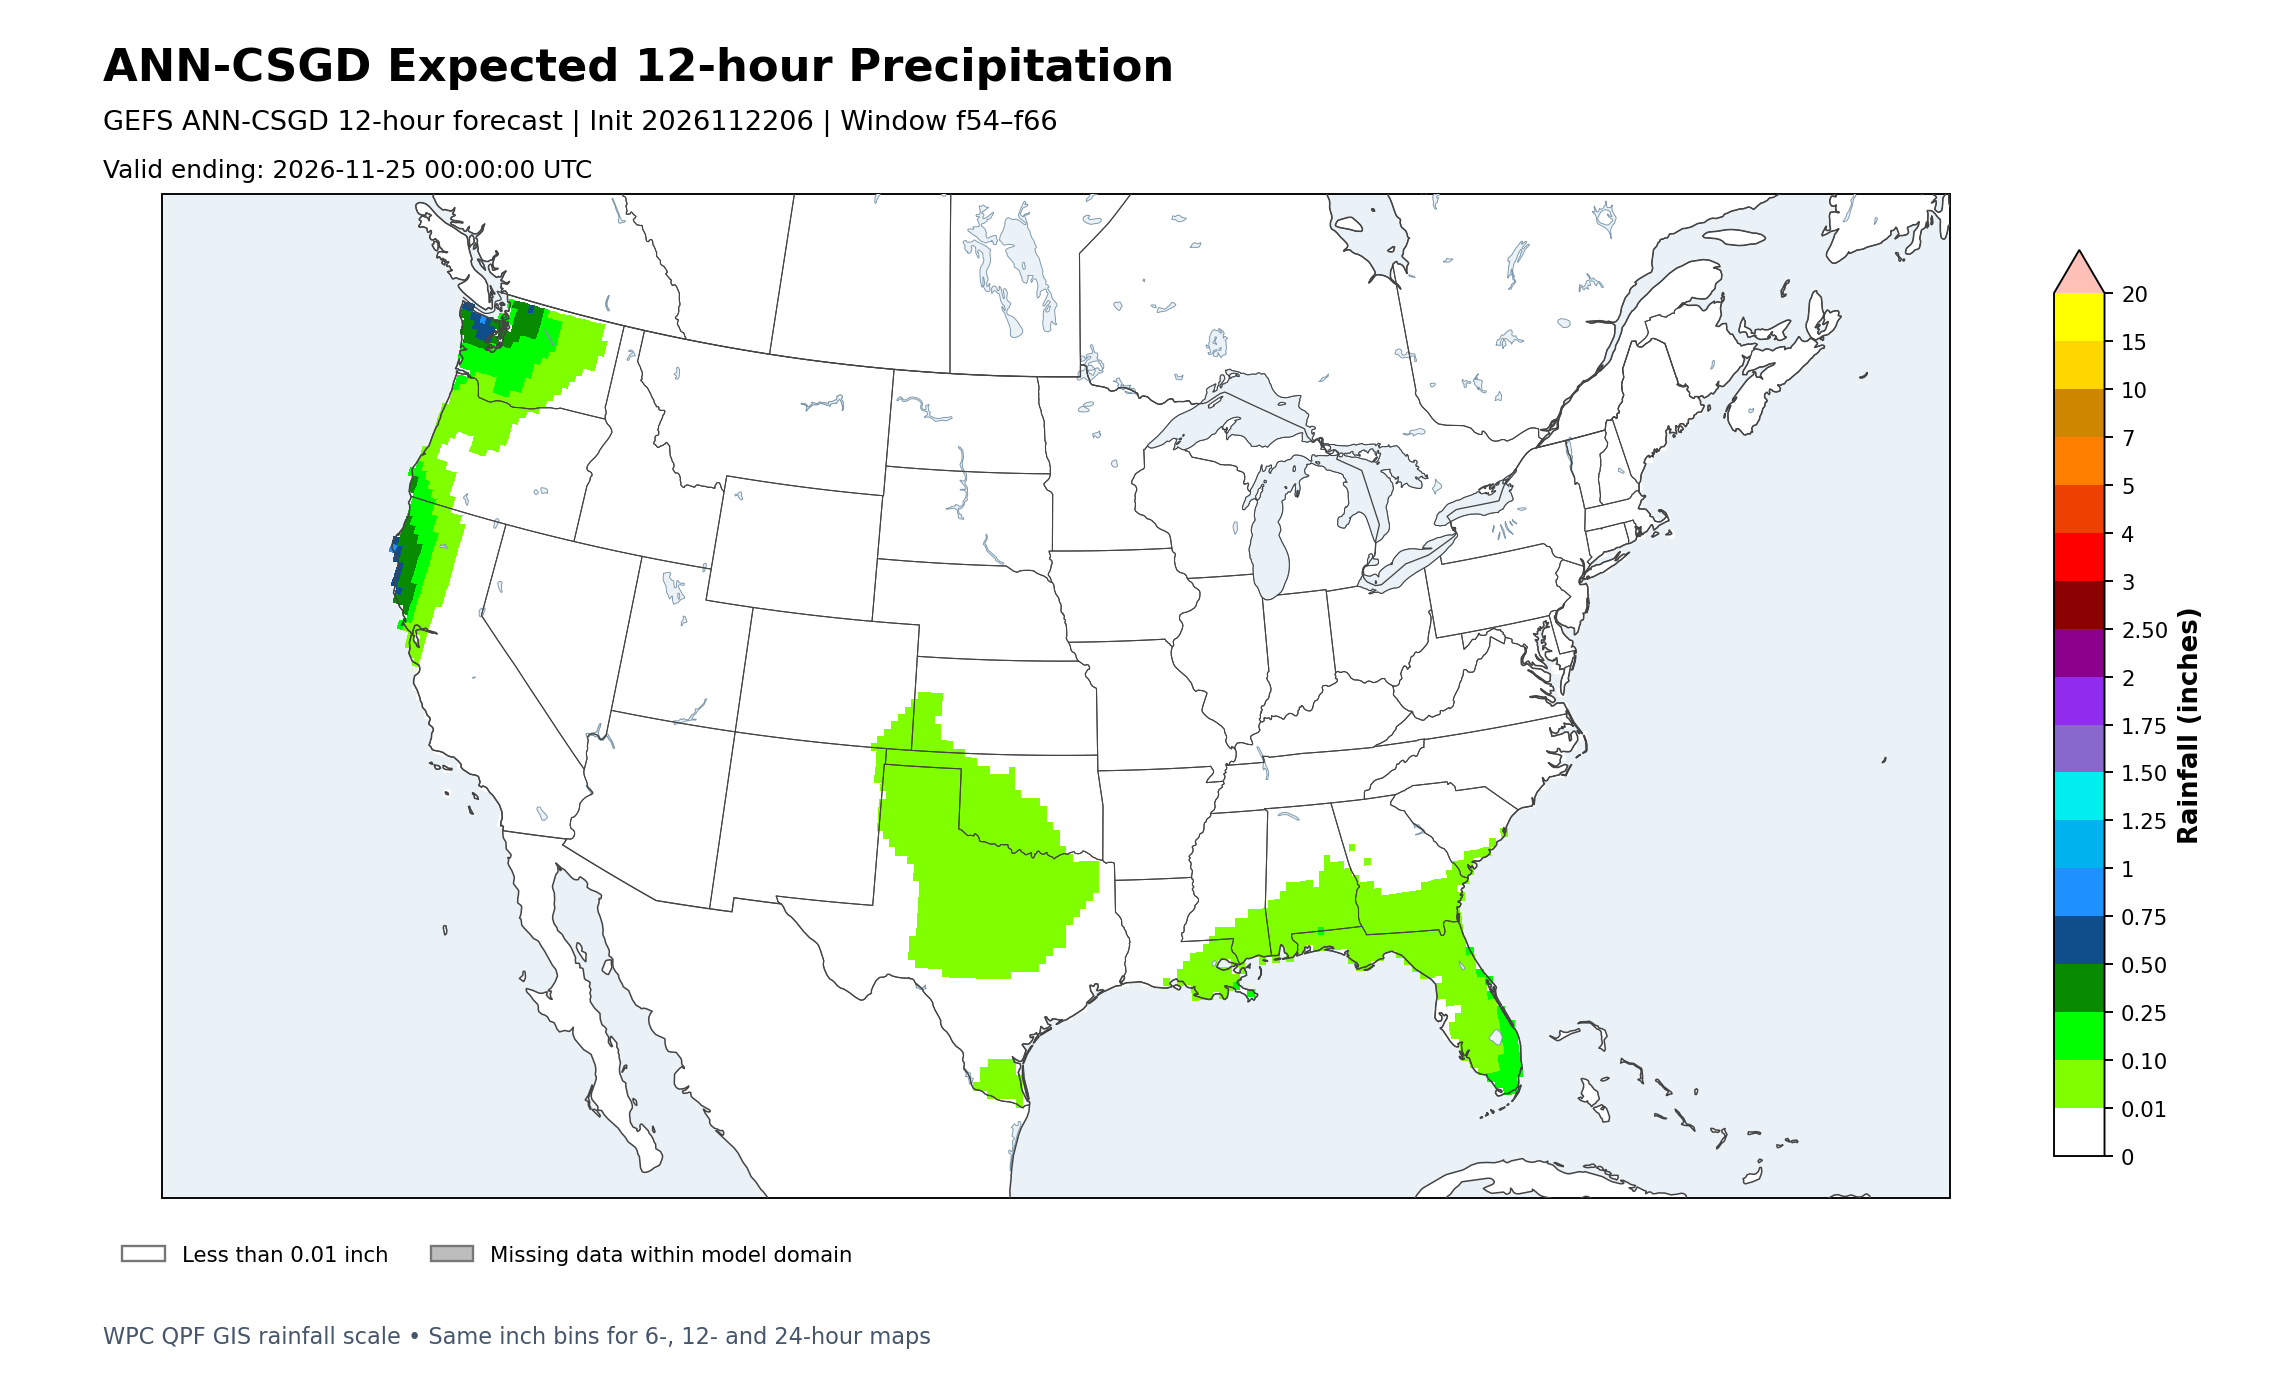 ANN-CSGD Expected 12-hour Precipitation
GEFS ANN-CSGD 12-hour forecast | Init 2026112206 | Window f54–f66
Valid ending: 2026-11-25 00:00:00 UTC
20
15
10
7
5
4
3
2.50
2
1.75
1.50
1.25
1
0.75
0.50
0.25
0.10
0.01
0
Rainfall (inches)
Less than 0.01 inch
Missing data within model domain
WPC QPF GIS rainfall scale • Same inch bins for 6-, 12- and 24-hour maps